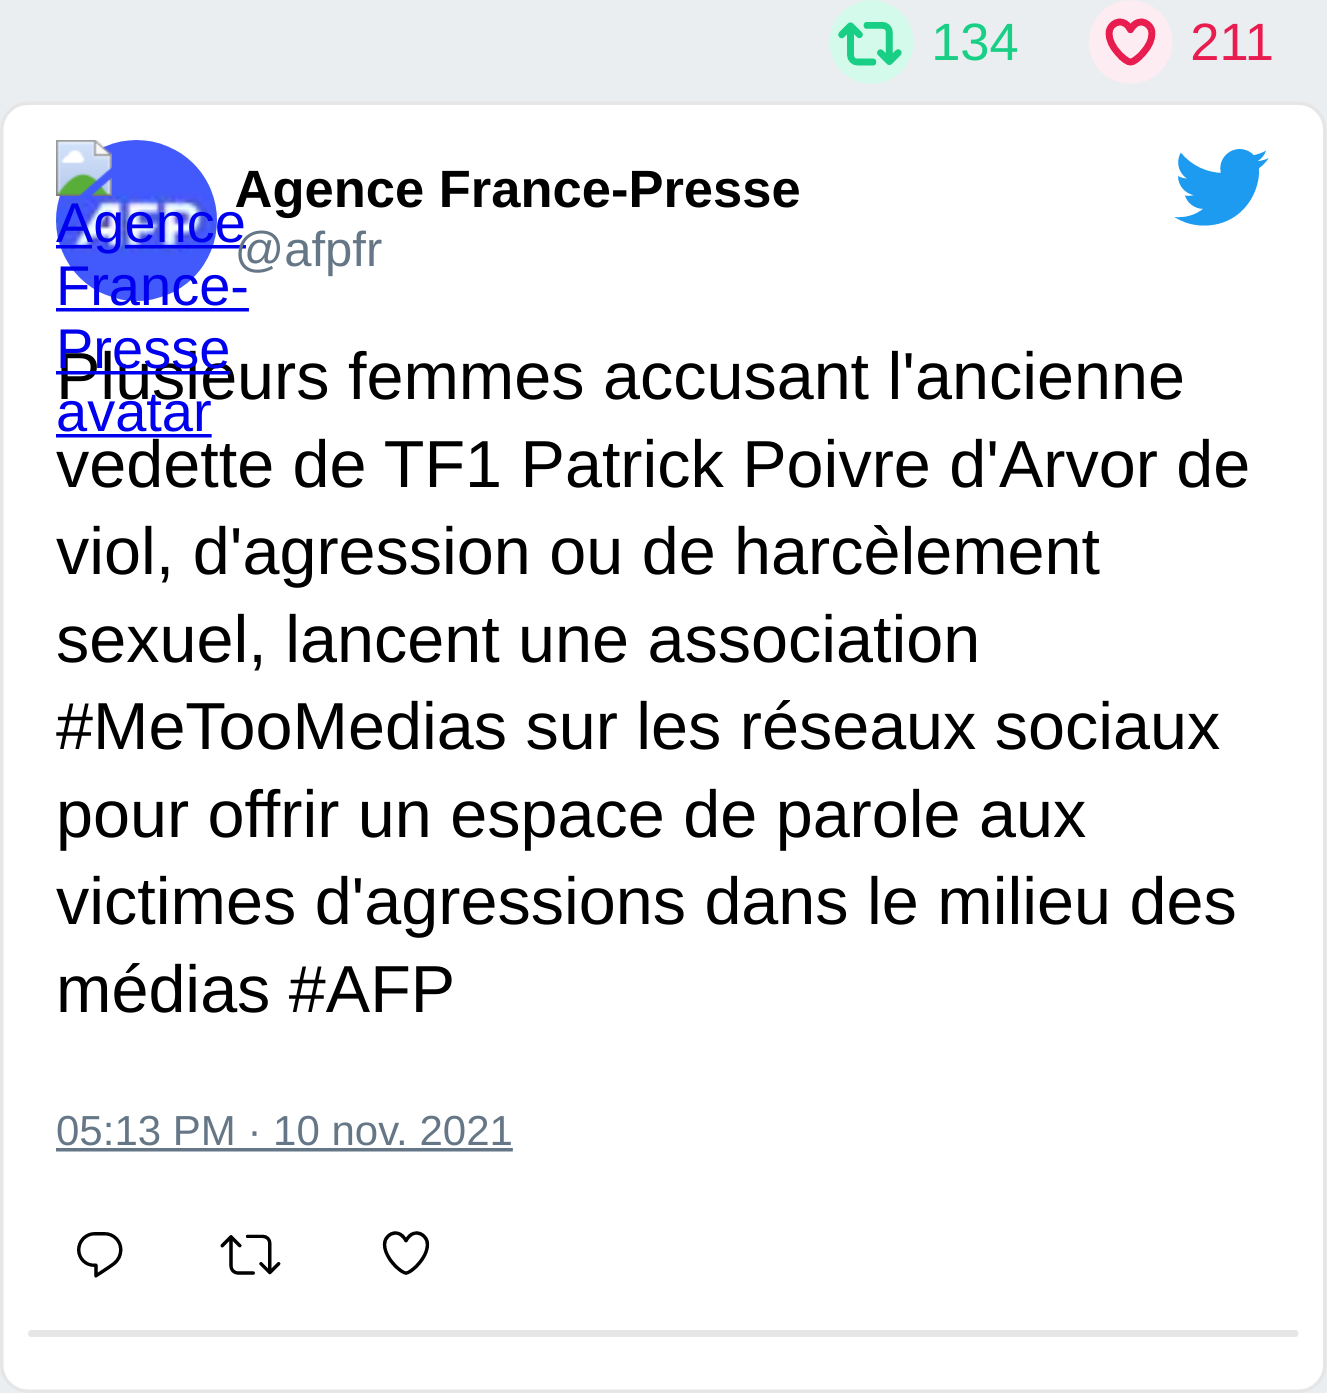 134 211
Agence France-Presse
@afpfr
Agence
France-
Presse
avatar
Plusieurs femmes accusant l'ancienne
vedette de TF1 Patrick Poivre d'Arvor de
viol, d'agression ou de harcèlement
sexuel, lancent une association
#MeTooMedias sur les réseaux sociaux
pour offrir un espace de parole aux
victimes d'agressions dans le milieu des
médias #AFP
05:13 PM · 10 nov. 2021